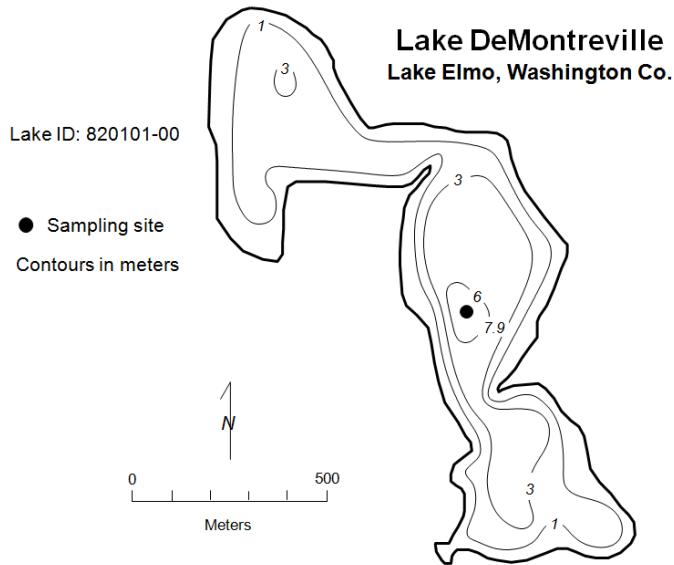 Lake DeMontreville
Lake Elmo, Washington Co.
1
3
Lake ID: 820101-00
3
Sampling site
Contours in meters
6
7.9
N
0 500
Meters
3
1